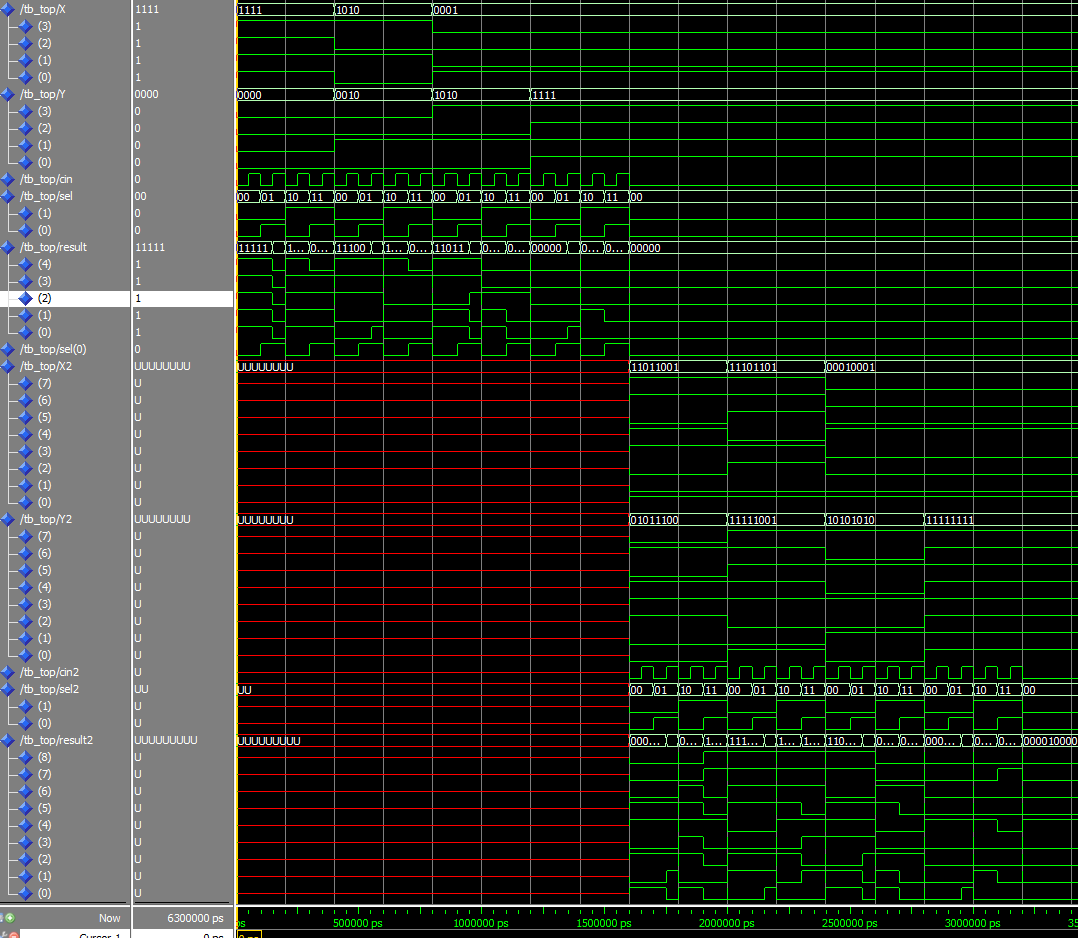 /tb_top/X 1111 1111 1010 0001
(3) 1
(2) 1
(1) 1
(0) 1
/tb_top/Y 0000 0000 0010 1010 1111
(3) 0
(2) 0
(1) 0
(0) 0
/tb_top/cin 0
/tb_top/sel 00 00 01 10 11 00 01 10 11 00 01 10 11 00 01 10 11 00
(1) 0
(0) 0
/tb_top/result 11111 11111 1... 0... 11100 1... 0... 11011 0... 0... 00000 0... 0... 00000
(4) 1
(3) 1
(2) 1
(1) 1
(0) 1
/tb_top/sel(0) 0
/tb_top/X2 UUUUUUUU UUUUUUUU 11011001 11101101 00010001
(7) U
(6) U
(5) U
(4) U
(3) U
(2) U
(1) U
(0) U
/tb_top/Y2 UUUUUUUU UUUUUUUU 01011100 11111001 10101010 11111111
(7) U
(6) U
(5) U
(4) U
(3) U
(2) U
(1) U
(0) U
/tb_top/cin2 U
/tb_top/sel2 UU UU 00 01 10 11 00 01 10 11 00 01 10 11 00 01 10 11 00
(1) U
(0) U
/tb_top/result2 UUUUUUUUU UUUUUUUUU 000... 0... 1... 111... 1... 1... 110... 0... 0... 000... 0... 0... 000010000
(8) U
(7) U
(6) U
(5) U
(4) U
(3) U
(2) U
(1) U
(0) U
Now 6300000 ps ps 500000 ps 1000000 ps 1500000 ps 2000000 ps 2500000 ps 3000000 ps 35
Cursor 1 0 ps 0 ps